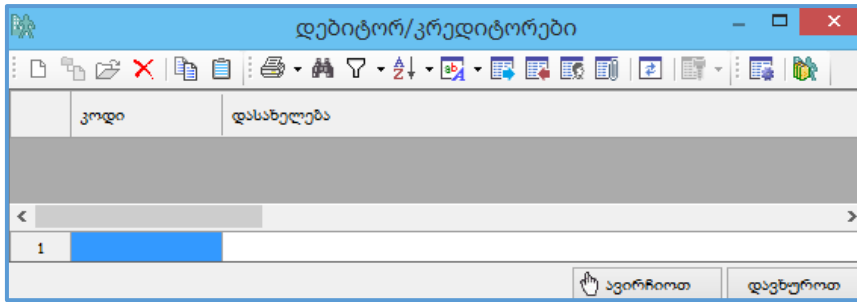 დებიტორ/კრედიტორები
კოდი დასახელება
1
ავირჩიოთ დავხუროთ